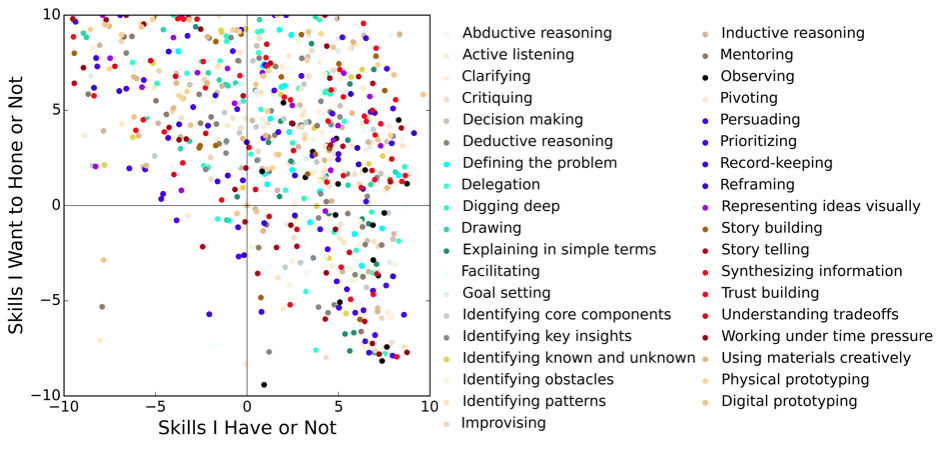 10
5
0
−5
−10
−10
−5
0
5
10
Skills I Want to Hone or Not
Skills I Have or Not
Abductive reasoning
Active listening
Clarifying
Critiquing
Decision making
Deductive reasoning
Defining the problem
Delegation
Digging deep
Drawing
Explaining in simple terms
Facilitating
Goal setting
Identifying core components
Identifying key insights
Identifying known and unknown
Identifying obstacles
Identifying patterns
Improvising
Inductive reasoning
Mentoring
Observing
Pivoting
Persuading
Prioritizing
Record-keeping
Reframing
Representing ideas visually
Story building
Story telling
Synthesizing information
Trust building
Understanding tradeoffs
Working under time pressure
Using materials creatively
Physical prototyping
Digital prototyping